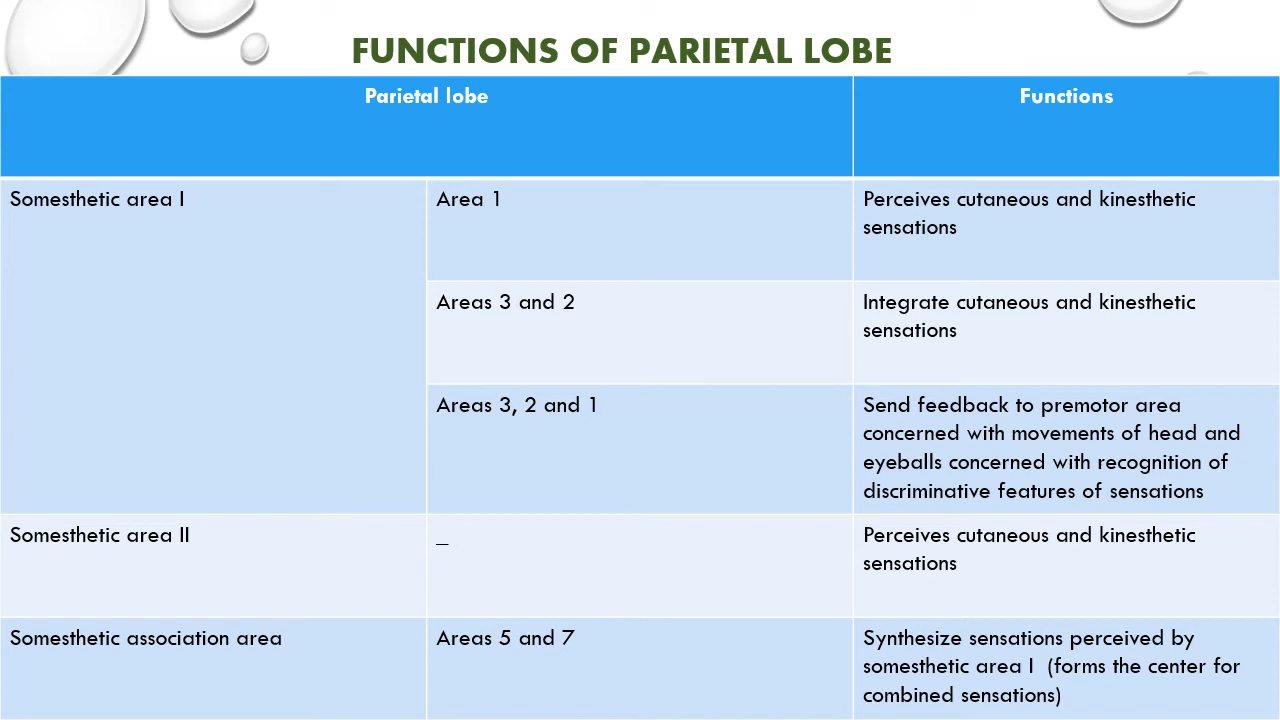 FUNCTIONS OF PARIETAL LOBE
Parietal lobe
Functions
Somesthetic area I
Area 1
Perceives cutaneous and kinesthetic
sensations
Areas 3 and 2
Integrate cutaneous and kinesthetic
sensations
Areas 3, 2 and 1
Send feedback to premotor area
concerned with movements of head and
eyeballs concerned with recognition of
discriminative features of sensations
Somesthetic area II
_
Perceives cutaneous and kinesthetic
sensations
Somesthetic association area
Areas 5 and 7
Synthesize sensations perceived by
somesthetic area I (forms the center for
combined sensations)